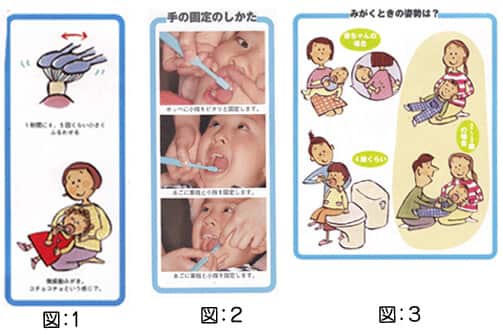 1秒間に4、5回くらい小さく
ふるわせる
微振動みがき。
コチョコチョという感じで。
図:1
手の固定のしかた
ホッペに小指をピタリと固定します。
あごに薬指と小指を固定します。
あごに薬指と小指を固定します。
図:2
みがくときの姿勢は?
赤ちゃんの
場合
2〜3歳
の場合
4歳くらい
図:3